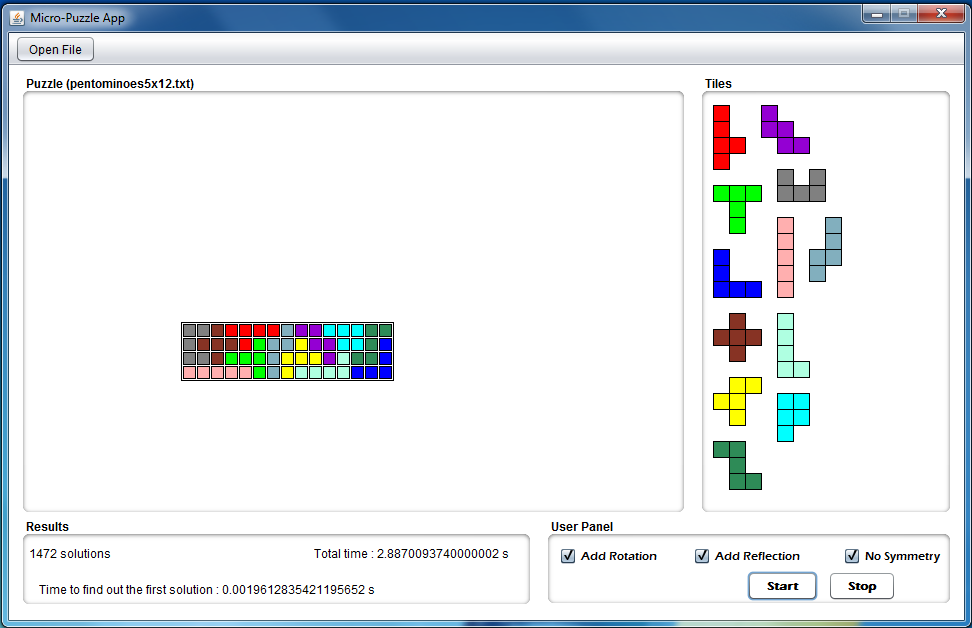 Micro-Puzzle App
Open File
Puzzle (pentominoes5x12.txt)
Tiles
Results
1472 solutions
Total time : 2.8870093740000002 s
Time to find out the first solution : 0.0019612835421195652 s
User Panel
Add Rotation
Add Reflection
No Symmetry
Start
Stop